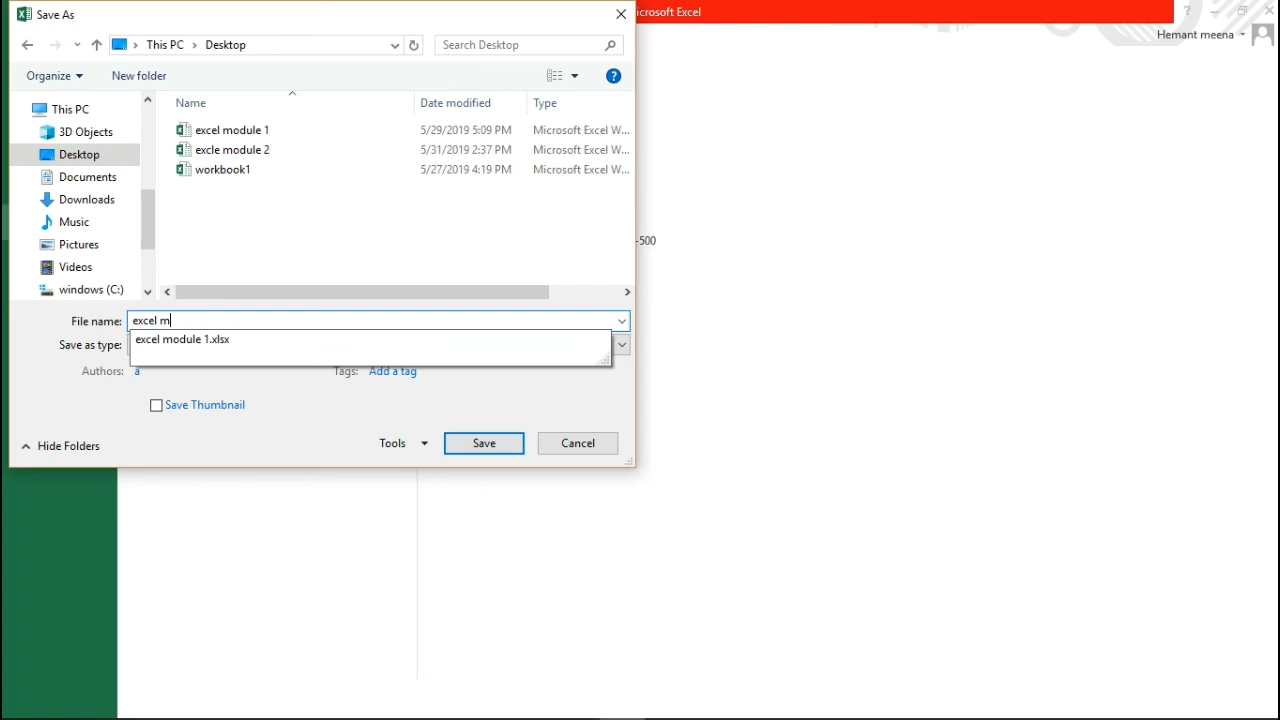 Save As
icrosoft Excel
?
Hemant meena
This PC
Desktop
Search Desktop
Organize
New folder
?
This PC
3D Objects
Desktop
Documents
Downloads
Music
Pictures
Videos
windows (C:)
Name
Date modified
Type
excel module 1
5/29/2019 5:09 PM
Microsoft Excel W...
excle module 2
5/31/2019 2:37 PM
Microsoft Excel W...
workbook1
5/27/2019 4:19 PM
Microsoft Excel W...
-500
File name:
excel m
excel module 1.xlsx
Save as type:
Authors:
a
Tags:
Add a tag
Save Thumbnail
Hide Folders
Tools
Save
Cancel